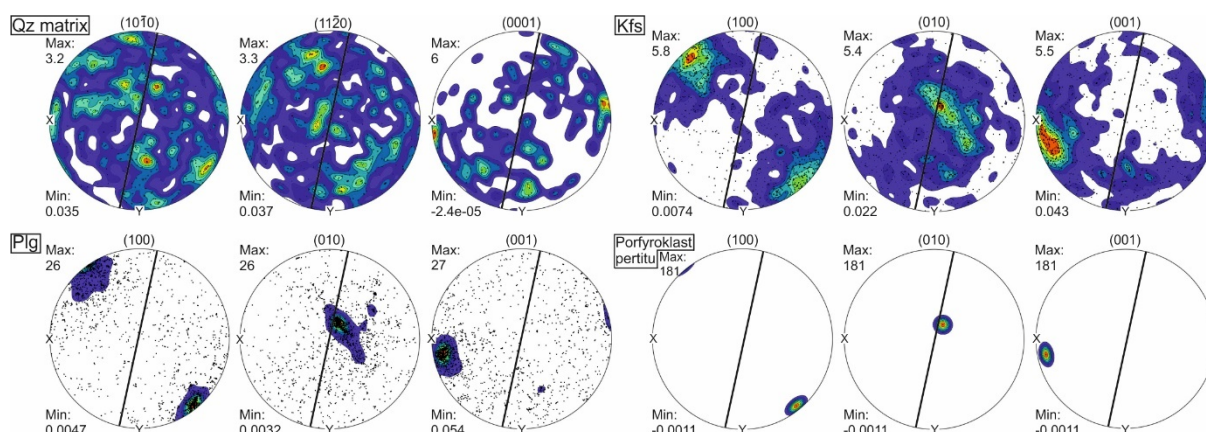 Qz matrix
(101̅0)
(112̅0)
(0001)
Max:
3.2
Max:
3.3
Max:
6
X
Min:
0.035
Min:
0.037
Min:
-2.4e-05
Y
Kfs
(100)
(010)
(001)
Max:
5.8
Max:
5.4
Max:
5.5
X
Min:
0.0074
Min:
0.022
Min:
0.043
Y
Plg
(100)
(010)
(001)
Max:
26
Max:
26
Max:
27
X
X
X
Min:
0.0047
Min:
0.0032
Min:
0.054
Y
Y
Y
Porfyroklast
pertitu
(100)
(010)
(001)
Max:
181
Max:
181
Max:
181
X
X
X
Min:
-0.0011
Min:
-0.0011
Min:
-0.0011
Y
Y
Y